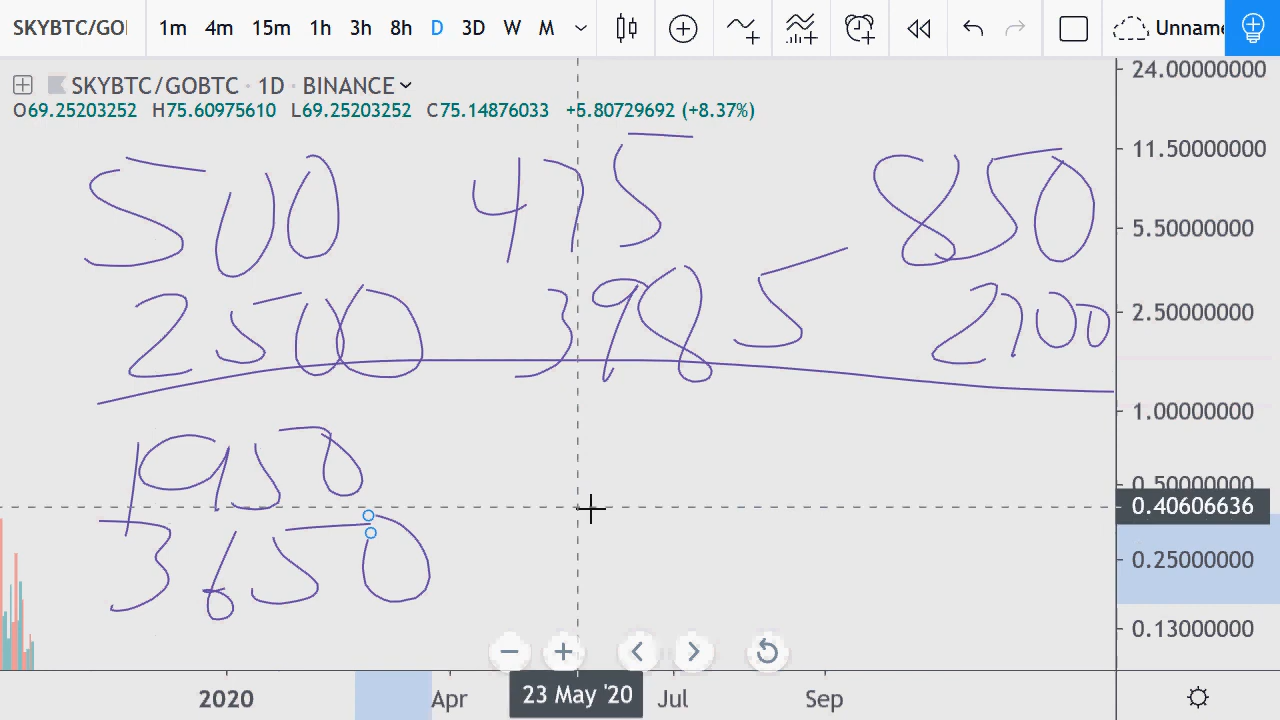 SKYBTC/GOI 1m 4m 15m 1h 3h 8h D 3D W M Unname
SKYBTC/GOBTC · 1D · BINANCE
O69.25203252 H75.60975610 L69.25203252 C75.14876033 +5.80729692 (+8.37%)
24.00000000
11.50000000
5.50000000
2.50000000
1.00000000
0.50000000
0.40606636
0.25000000
0.13000000
500 475 850
2500 3985 2100
1950
3650
2020 Apr 23 May '20 Jul Sep